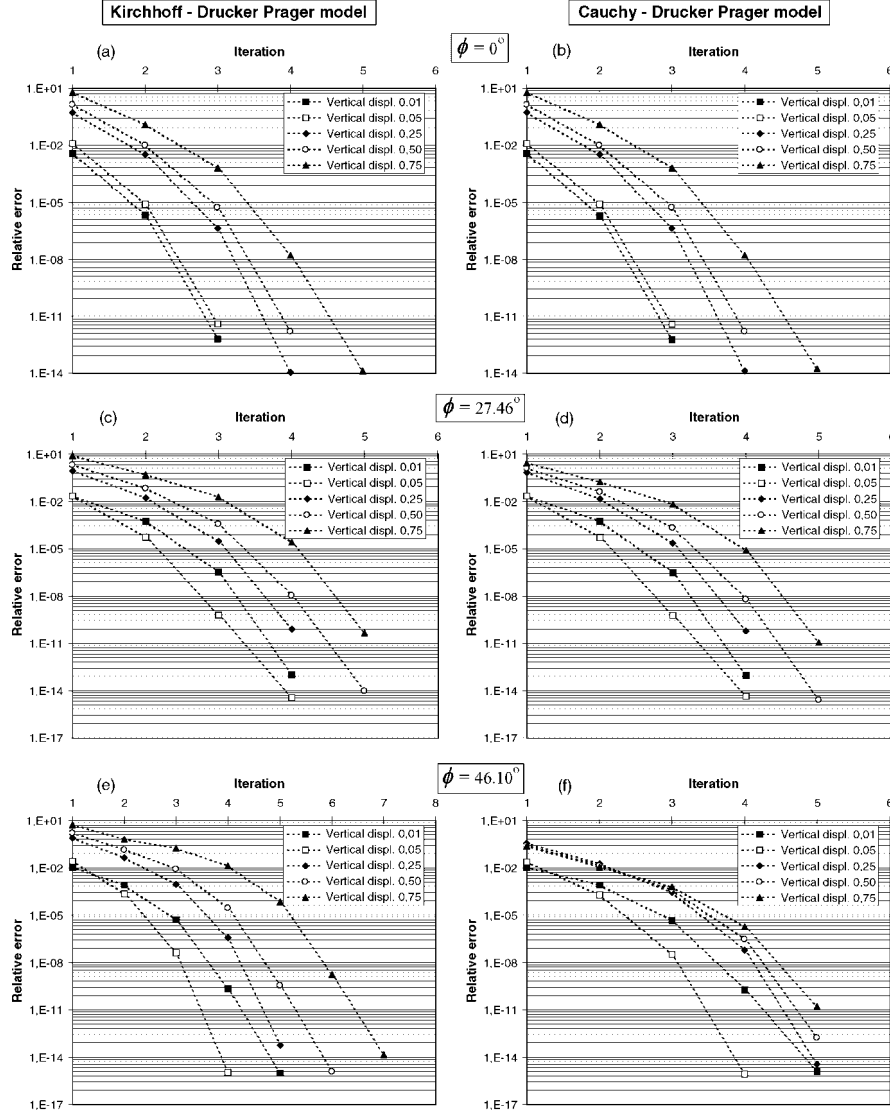 Kirchhoff - Drucker Prager model
Cauchy - Drucker Prager model
ϕ = 0°
(a)
Iteration
1 2 3 4 5 6
Relative error
1,E+01
1,E-02
1,E-05
1,E-08
1,E-11
1,E-14
Vertical displ. 0,01
Vertical displ. 0,05
Vertical displ. 0,25
Vertical displ. 0,50
Vertical displ. 0,75
(b)
Iteration
1 2 3 4 5 6
Relative error
1,E+01
1,E-02
1,E-05
1,E-08
1,E-11
1,E-14
Vertical displ. 0,01
Vertical displ. 0,05
Vertical displ. 0,25
Vertical displ. 0,50
Vertical displ. 0,75
ϕ = 27.46°
(c)
Iteration
1 2 3 4 5 6
Relative error
1,E+01
1,E-02
1,E-05
1,E-08
1,E-11
1,E-14
1,E-17
Vertical displ. 0,01
Vertical displ. 0,05
Vertical displ. 0,25
Vertical displ. 0,50
Vertical displ. 0,75
(d)
Iteration
1 2 3 4 5 6
Relative error
1,E+01
1,E-02
1,E-05
1,E-08
1,E-11
1,E-14
1,E-17
Vertical displ. 0,01
Vertical displ. 0,05
Vertical displ. 0,25
Vertical displ. 0,50
Vertical displ. 0,75
ϕ = 46.10°
(e)
Iteration
1 2 3 4 5 6 7 8
Relative error
1,E+01
1,E-02
1,E-05
1,E-08
1,E-11
1,E-14
1,E-17
Vertical displ. 0,01
Vertical displ. 0,05
Vertical displ. 0,25
Vertical displ. 0,50
Vertical displ. 0,75
(f)
Iteration
1 2 3 4 5 6
Relative error
1,E+01
1,E-02
1,E-05
1,E-08
1,E-11
1,E-14
1,E-17
Vertical displ. 0,01
Vertical displ. 0,05
Vertical displ. 0,25
Vertical displ. 0,50
Vertical displ. 0,75